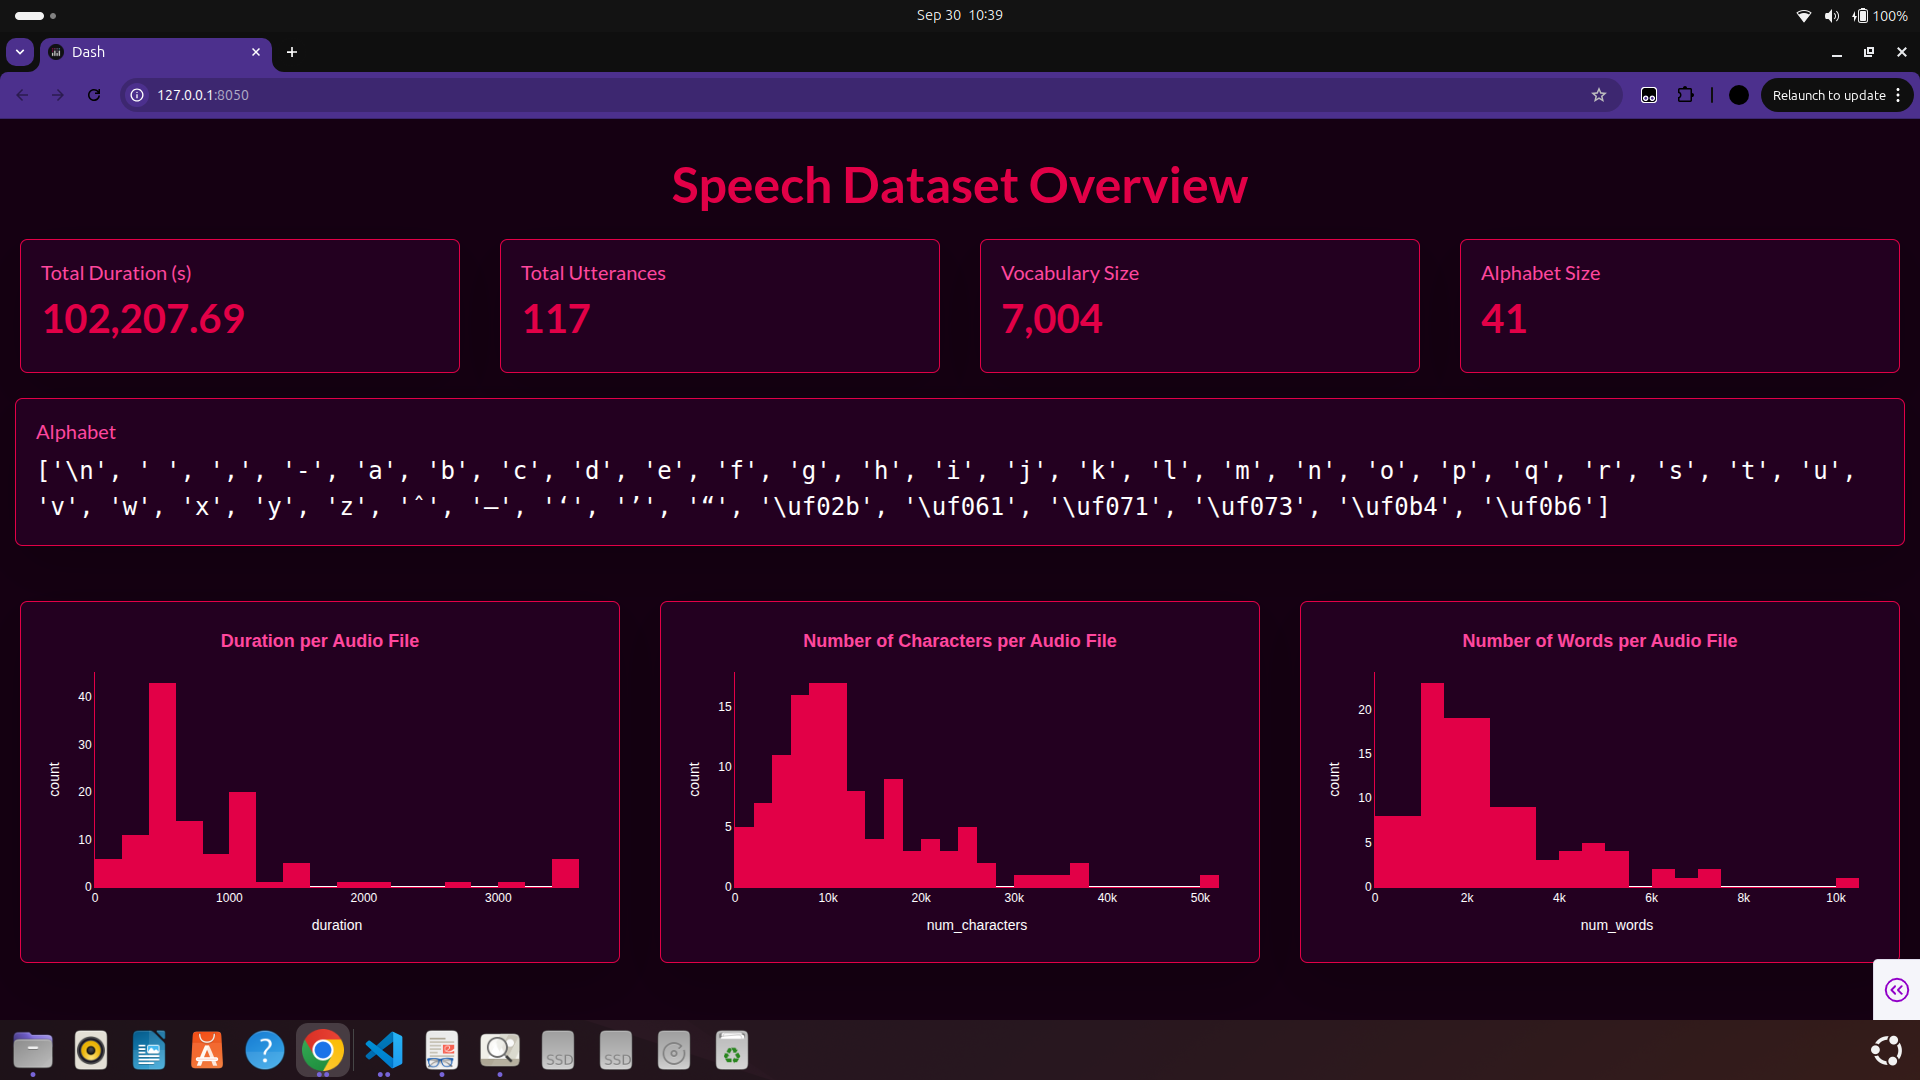 Sep 30 10:39
100%
Dash
127.0.0.1:8050
Relaunch to update
Speech Dataset Overview
Total Duration (s)
102,207.69
Total Utterances
117
Vocabulary Size
7,004
Alphabet Size
41
Alphabet
['\n', ' ', ',', '-', 'a', 'b', 'c', 'd', 'e', 'f', 'g', 'h', 'i', 'j', 'k', 'l', 'm', 'n', 'o', 'p', 'q', 'r', 's', 't', 'u',
'v', 'w', 'x', 'y', 'z', 'ˆ', '–', '‘', '’', '“', '\uf02b', '\uf061', '\uf071', '\uf073', '\uf0b4', '\uf0b6']
Duration per Audio File
40
30
20
10
0
count
0 1000 2000 3000
duration
Number of Characters per Audio File
15
10
5
0
count
0 10k 20k 30k 40k 50k
num_characters
Number of Words per Audio File
20
15
10
5
0
count
0 2k 4k 6k 8k 10k
num_words
SSD
SSD